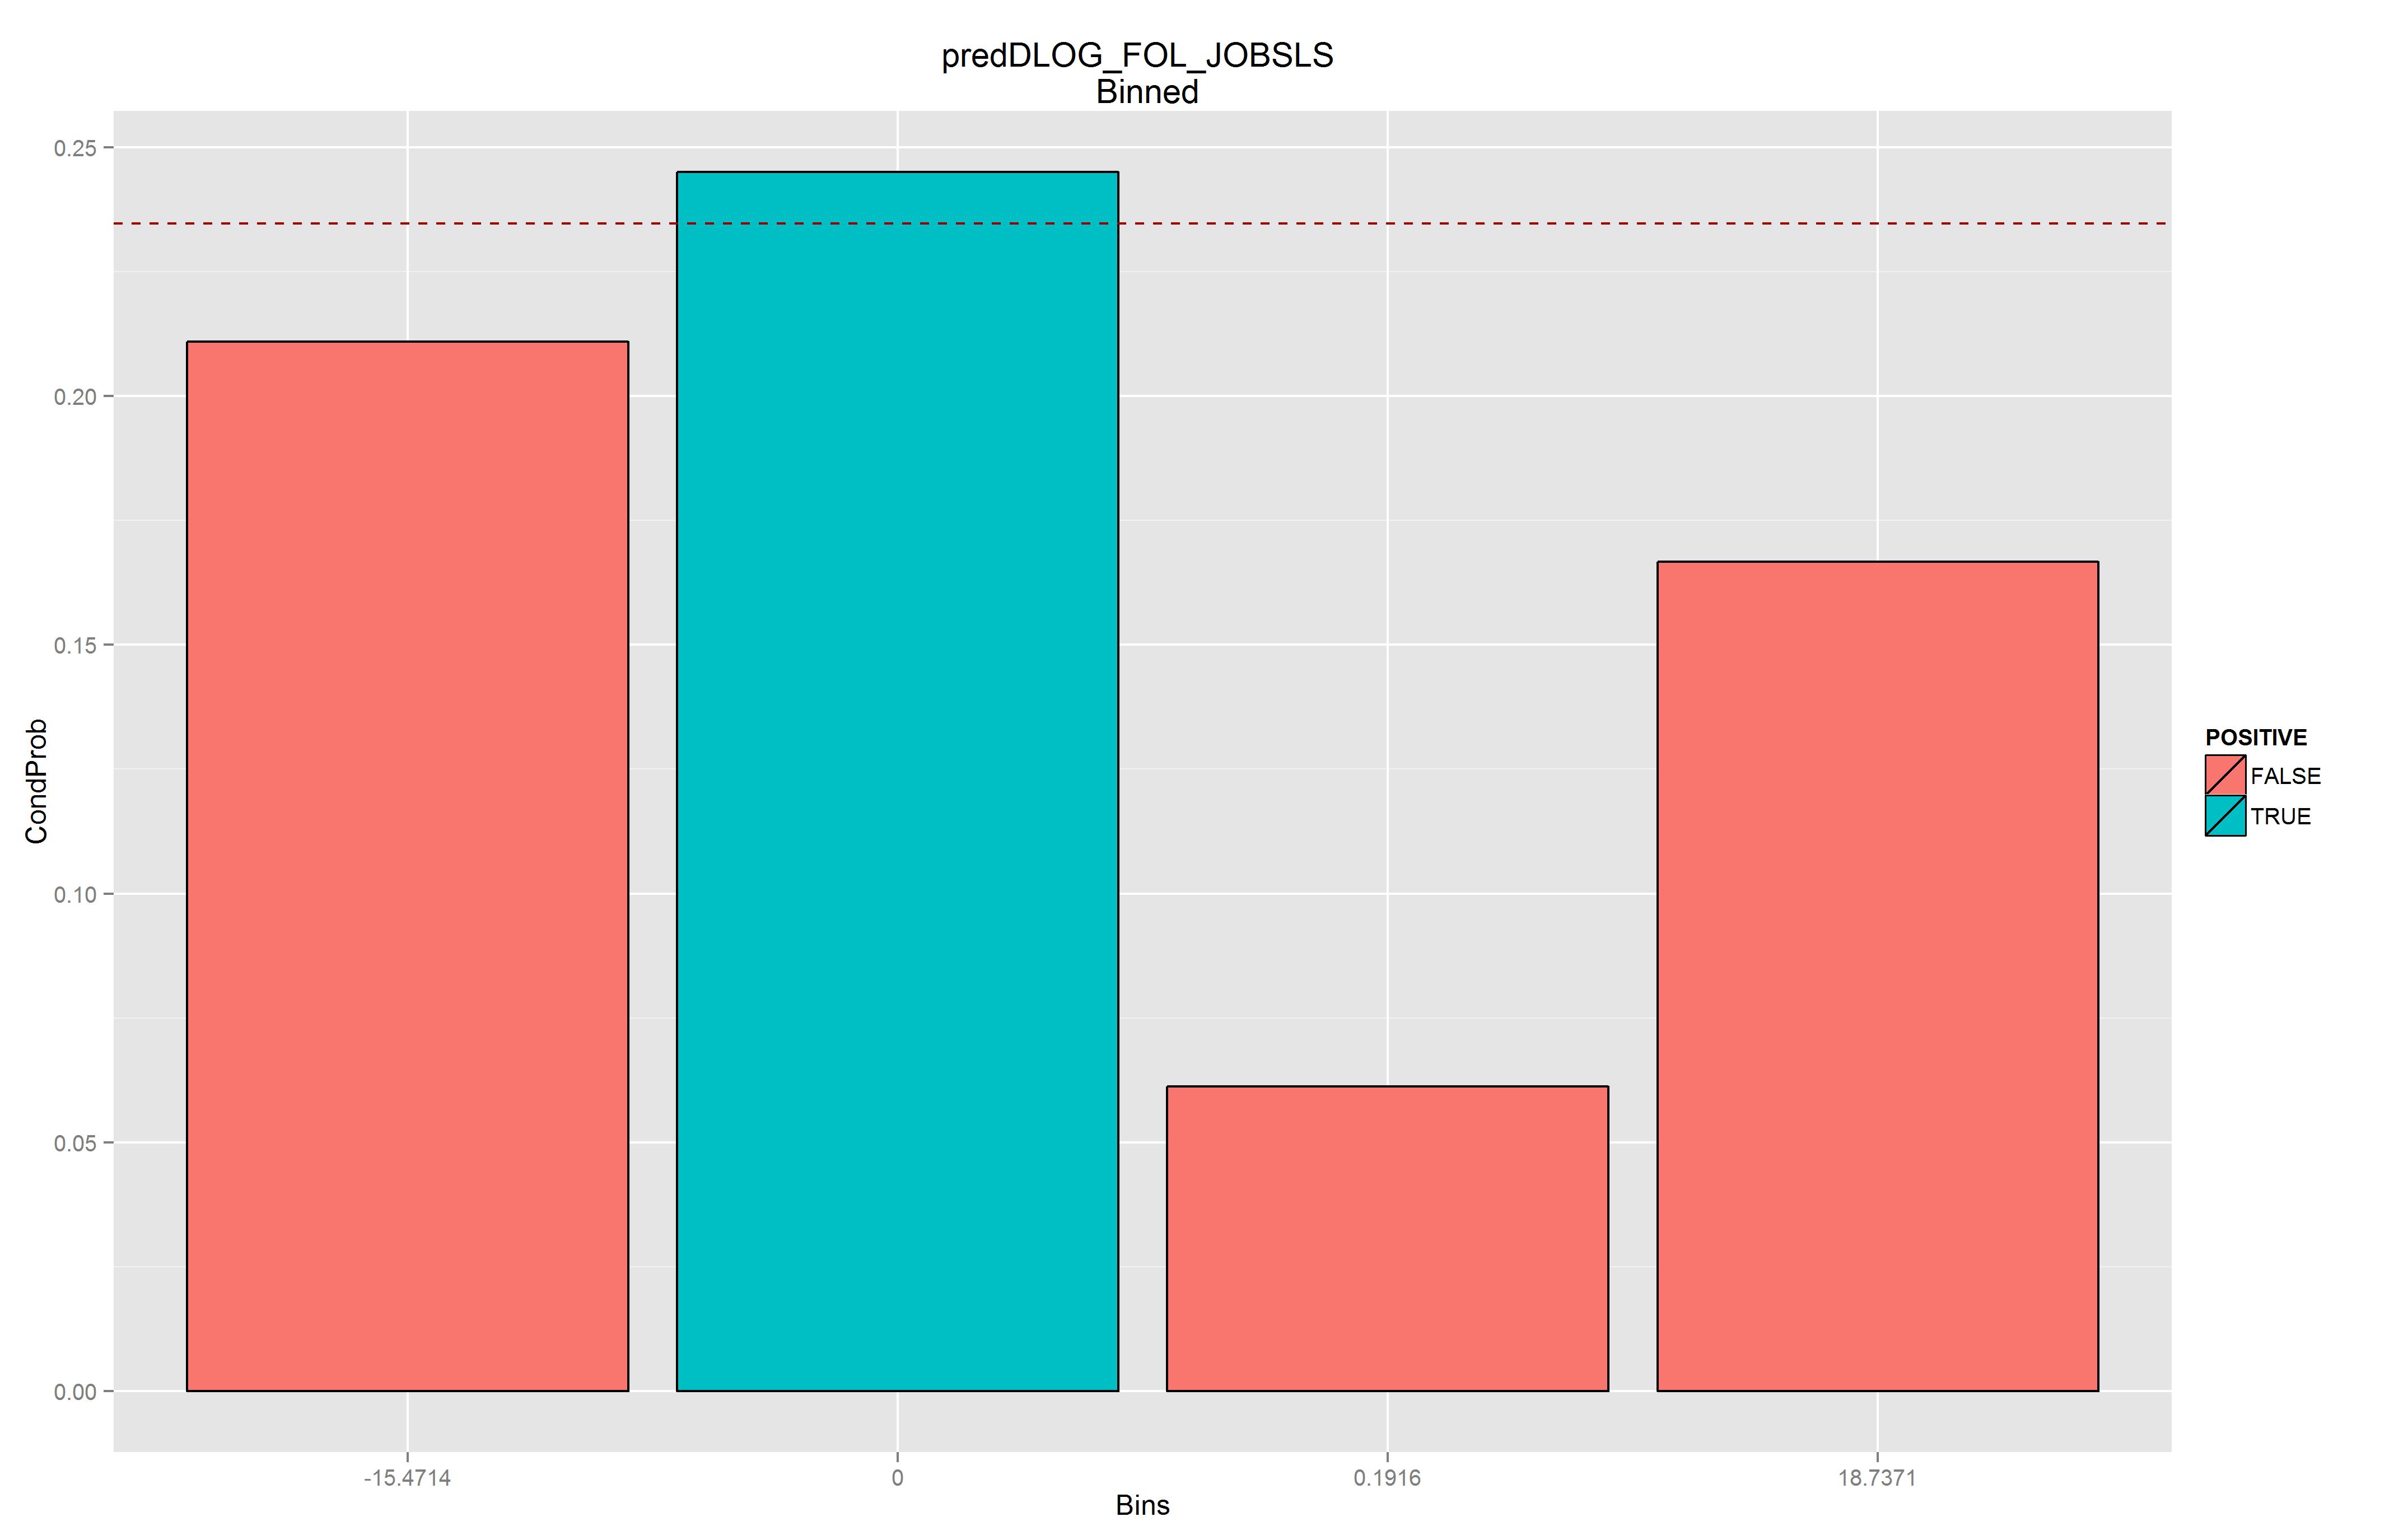 predDLOG_FOL_JOBSLS
Binned
0.25
0.20
0.15
0.10
0.05
0.00
CondProb
-15.4714 0 0.1916 18.7371
Bins
POSITIVE
FALSE
TRUE